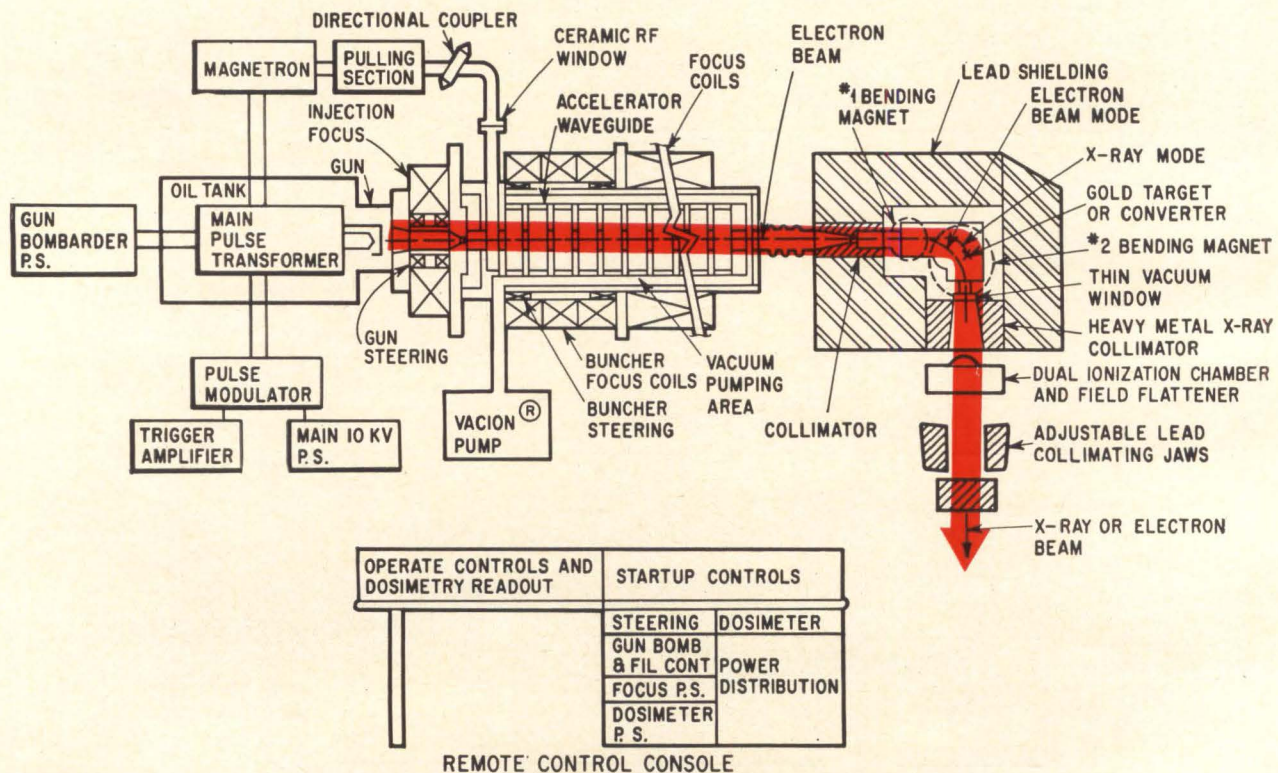 DIRECTIONAL COUPLER
MAGNETRON
PULLING
SECTION
CERAMIC RF
WINDOW
ELECTRON
BEAM
FOCUS
COILS
LEAD SHIELDING
ELECTRON
BEAM MODE
#1 BENDING
MAGNET
INJECTION
FOCUS
ACCELERATOR
WAVEGUIDE
X-RAY MODE
GUN
OIL TANK
GOLD TARGET
OR CONVERTER
GUN
BOMBARDER
P.S.
MAIN
PULSE
TRANSFORMER
#2 BENDING MAGNET
THIN VACUUM
WINDOW
GUN
STEERING
HEAVY METAL X-RAY
COLLIMATOR
BUNCHER
FOCUS COILS
VACUUM
PUMPING
AREA
PULSE
MODULATOR
DUAL IONIZATION CHAMBER
AND FIELD FLATTENER
BUNCHER
STEERING
VACION ®
PUMP
COLLIMATOR
TRIGGER
AMPLIFIER
MAIN 10 KV
P.S.
ADJUSTABLE LEAD
COLLIMATING JAWS
X-RAY OR ELECTRON
BEAM
OPERATE CONTROLS AND
DOSIMETRY READOUT
STARTUP CONTROLS
STEERING
DOSIMETER
GUN BOMB
& FIL CONT
POWER
DISTRIBUTION
FOCUS P.S.
DOSIMETER
P.S.
REMOTE CONTROL CONSOLE